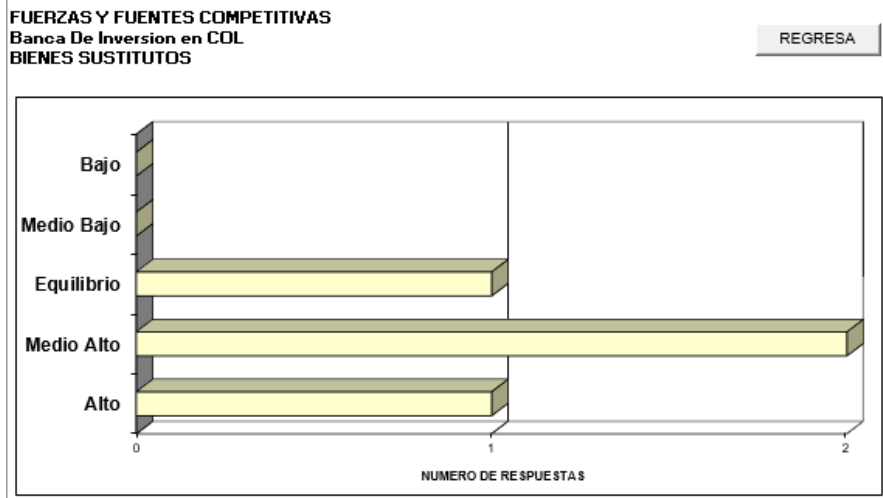 FUERZAS Y FUENTES COMPETITIVAS
Banca De Inversion en COL
BIENES SUSTITUTOS
REGRESA
Bajo
Medio Bajo
Equilibrio
Medio Alto
Alto
0 1 2
NUMERO DE RESPUESTAS